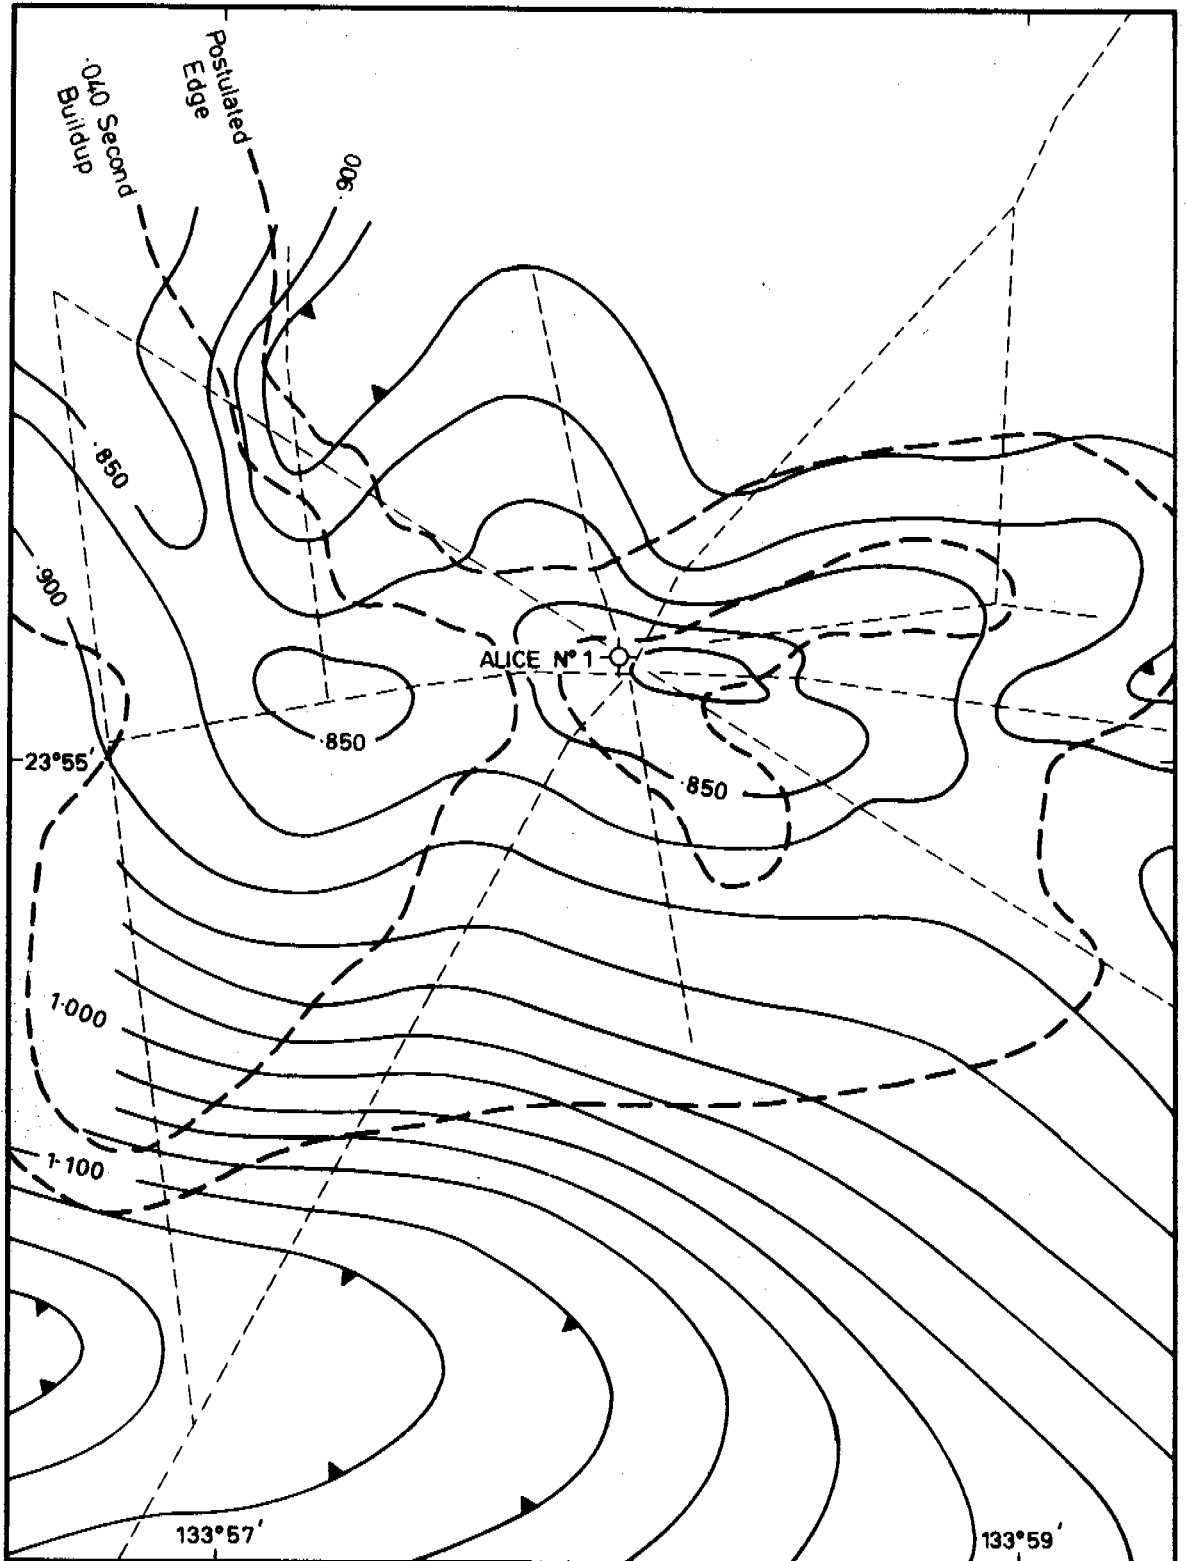 Postulated
Edge
.040 Second
Buildup
.900
.850
.900
ALICE Nº 1
.850
23°55′
.850
1.000
1.100
133°57′
133°59′